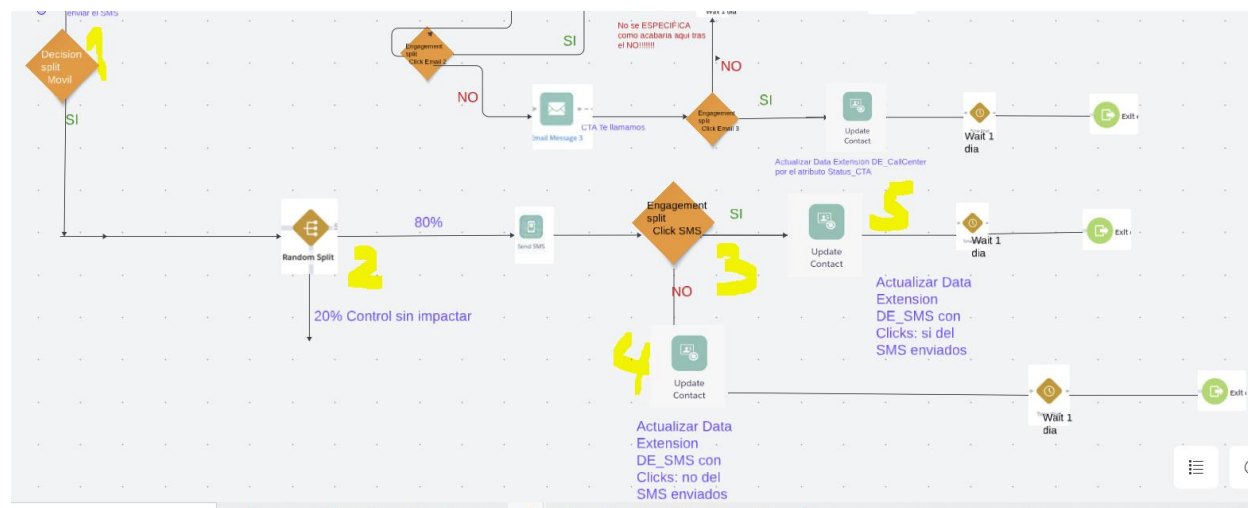 enviar el SMS
1
Decision
split
Movil
SI
Engagement
split
Click Email 2
SI
NO
No se ESPECIFICA
como acabaria aqui tras
el NO!!!!!!!
Wait 1 dia
NO
Email Message 3
CTA Te llamamos
Engagement
split
Click Email 3
SI
Update
Contact
Wait 1
dia
Exit
Actualizar Data Extension DE_CallCenter
por el atributo Status_CTA
Random Split
2
80%
20% Control sin impactar
Send SMS
Engagement
split
Click SMS
SI
3
NO
Update
Contact
5
Wait 1
dia
Exit
Actualizar Data
Extension
DE_SMS con
Clicks: si del
SMS enviados
4
Update
Contact
Wait 1
dia
Exit
Actualizar Data
Extension
DE_SMS con
Clicks: no del
SMS enviados